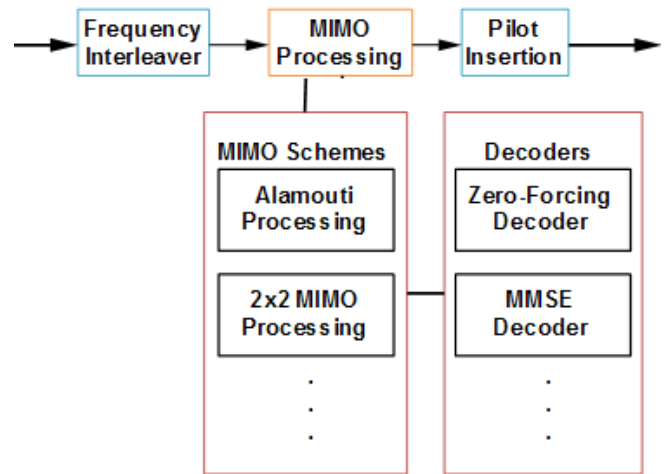 Frequency
Interleaver
MIMO
Processing
Pilot
Insertion
MIMO Schemes
Alamouti
Processing
2x2 MIMO
Processing
Decoders
Zero-Forcing
Decoder
MMSE
Decoder